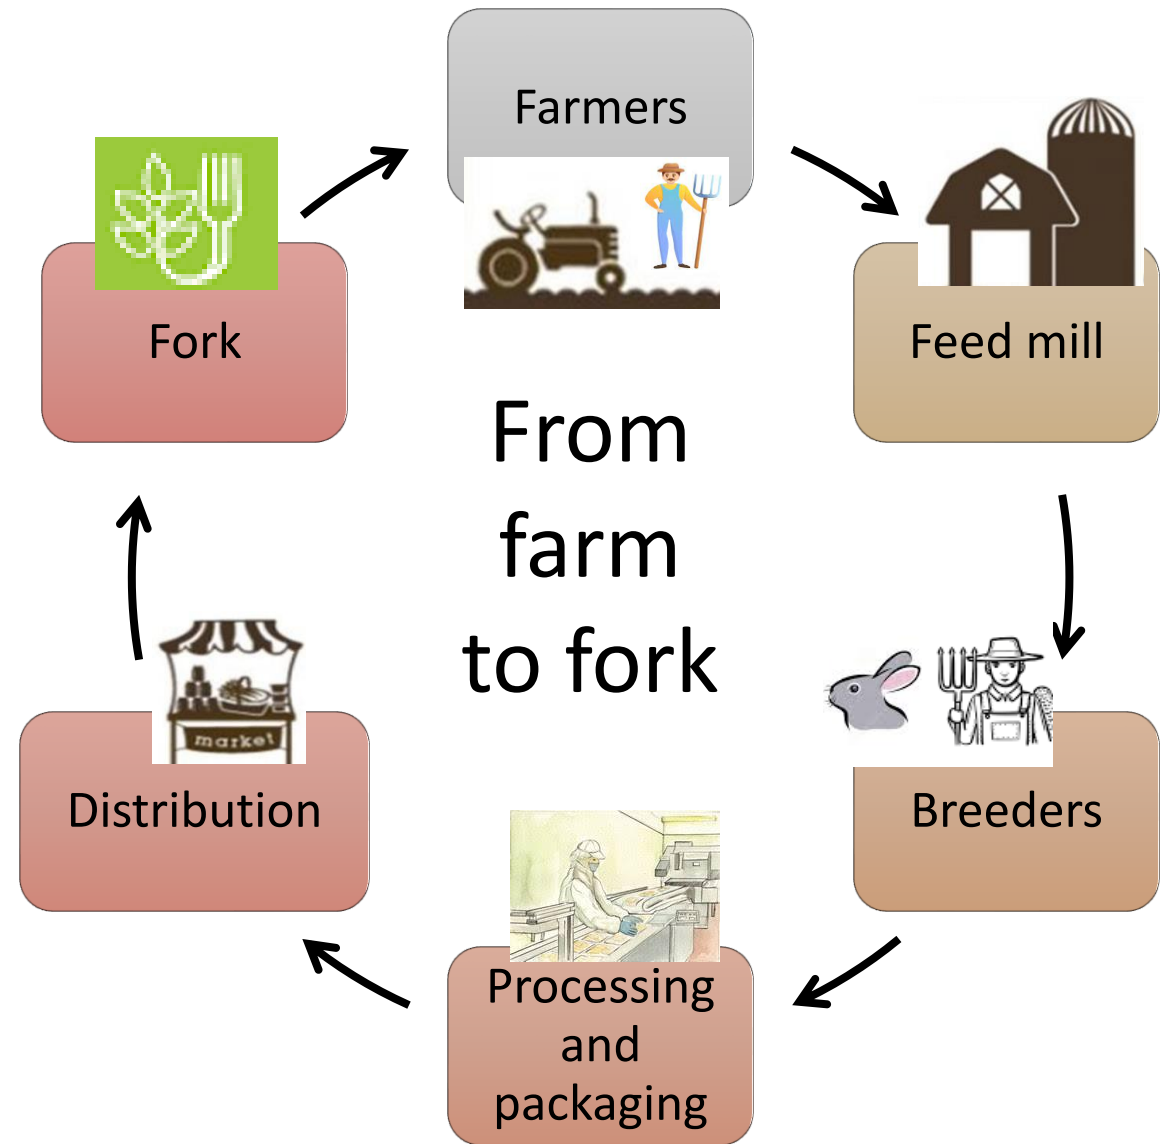 Farmers
Feed mill
Breeders
Processing
and
packaging
Distribution
market
Fork
From
farm
to fork